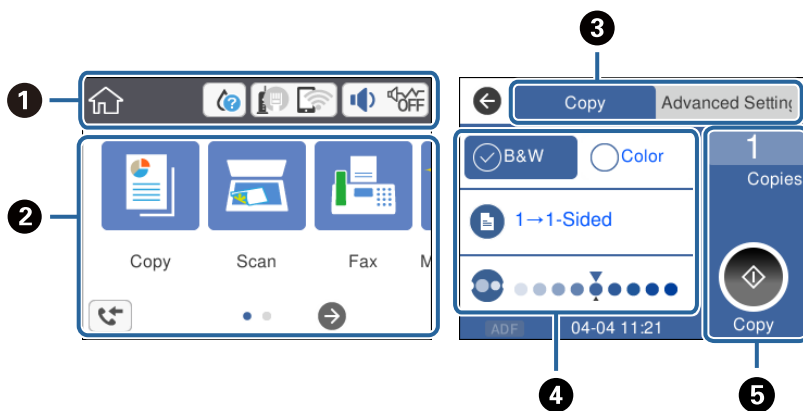 3
1
OFF
Copy
Advanced Setting
B&W
Color
1
Copies
2
1→1-Sided
Copy
Scan
Fax
M
ADF
04-04 11:21
Copy
4
5